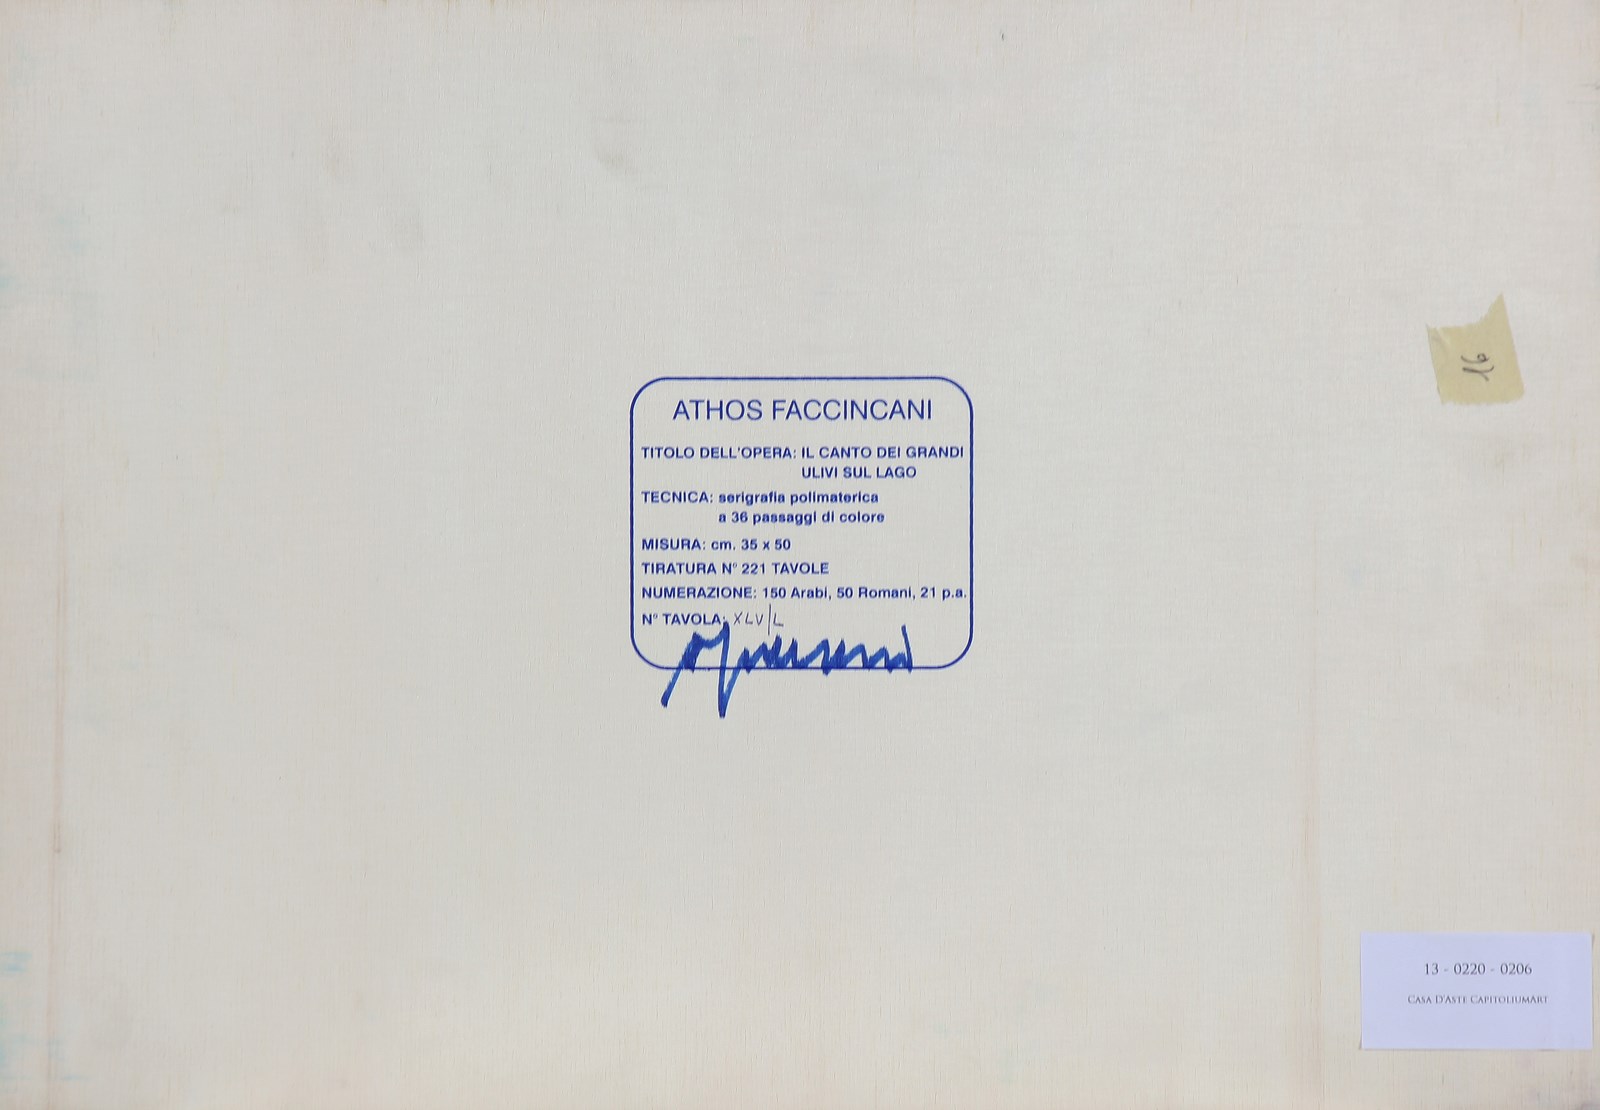 ATHOS FACCINCANI
TITOLO DELL'OPERA: IL CANTO DEI GRANDI
ULIVI SUL LAGO
TECNICA: serigrafia polimaterica
a 36 passaggi di colore
MISURA: cm. 35 x 50
TIRATURA N° 221 TAVOLE
NUMERAZIONE: 150 Arabi, 50 Romani, 21 p.a.
N° TAVOLA: XLV/L
16
13 - 0220 - 0206
CASA D'ASTE CAPITOLIUMART